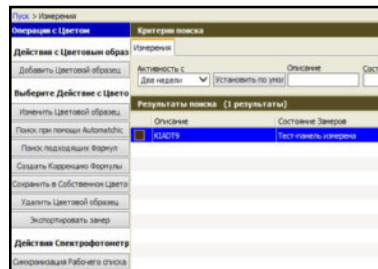 Пуск > Измерения
Операции с Цветом
Действия с Цветовым образ
Добавить Цветовой образец
Выберите Действие с Цвето
Изменить Цветовой образец
Поиск при помощи Automatchic
Поиск подходящих Формул
Создать Коррекцию Формулы
Сохранить в Собственном Цвета
Удалить Цветовой образец
Экспортировать замер
Действия Спектрофотометр
Синхронизация Рабочего списка
Критерии поиска
Измерения
Активность с
Описание
Сост
Две недели
Установить по умол
Результаты поиска (1 результаты)
Описание
Состояние Замеров
KIADT9
Тест-панель измерена